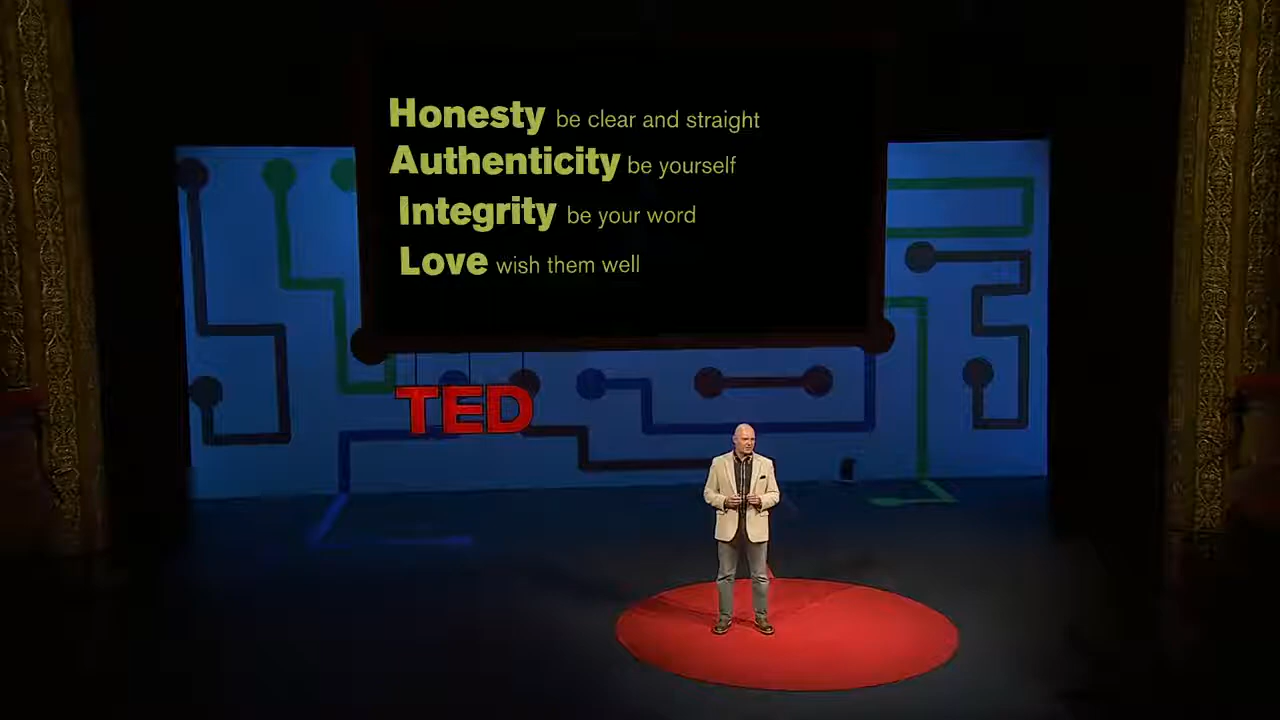 Honesty be clear and straight
Authenticity be yourself
Integrity be your word
Love wish them well
TED